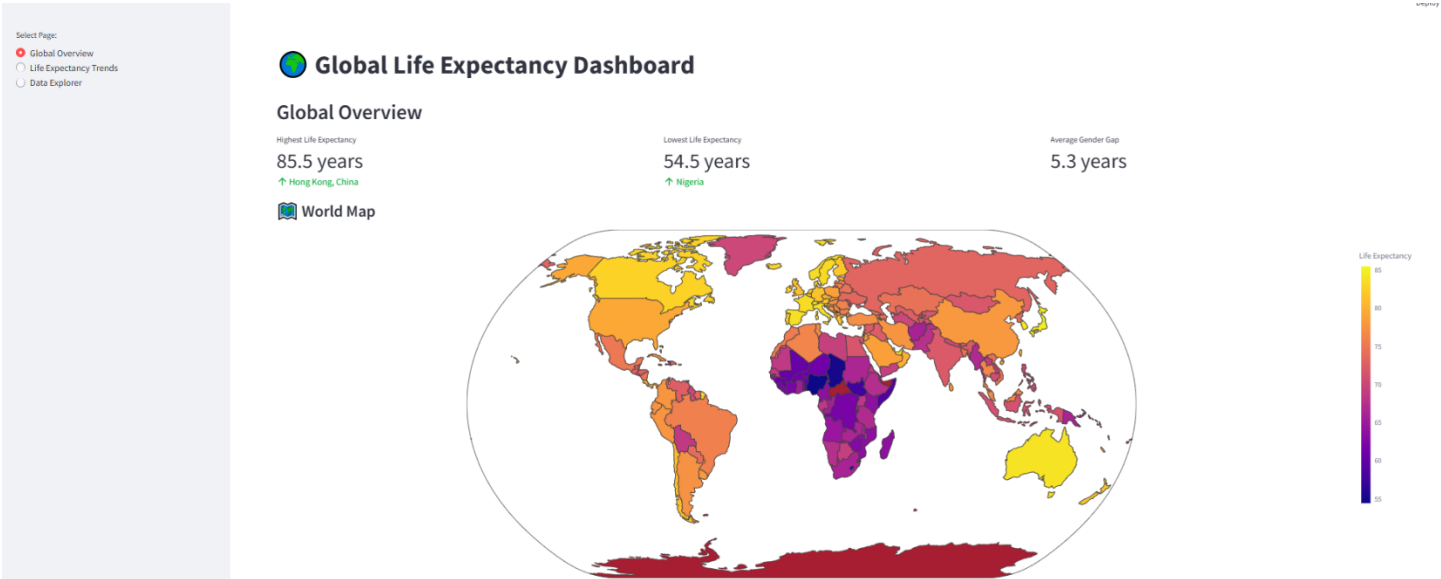 Select Page:
Global Overview
Life Expectancy Trends
Data Explorer
Global Life Expectancy Dashboard
Global Overview
Highest Life Expectancy
85.5 years
↑ Hong Kong, China
Lowest Life Expectancy
54.5 years
↑ Nigeria
Average Gender Gap
5.3 years
World Map
Life Expectancy
85
80
75
70
65
60
55